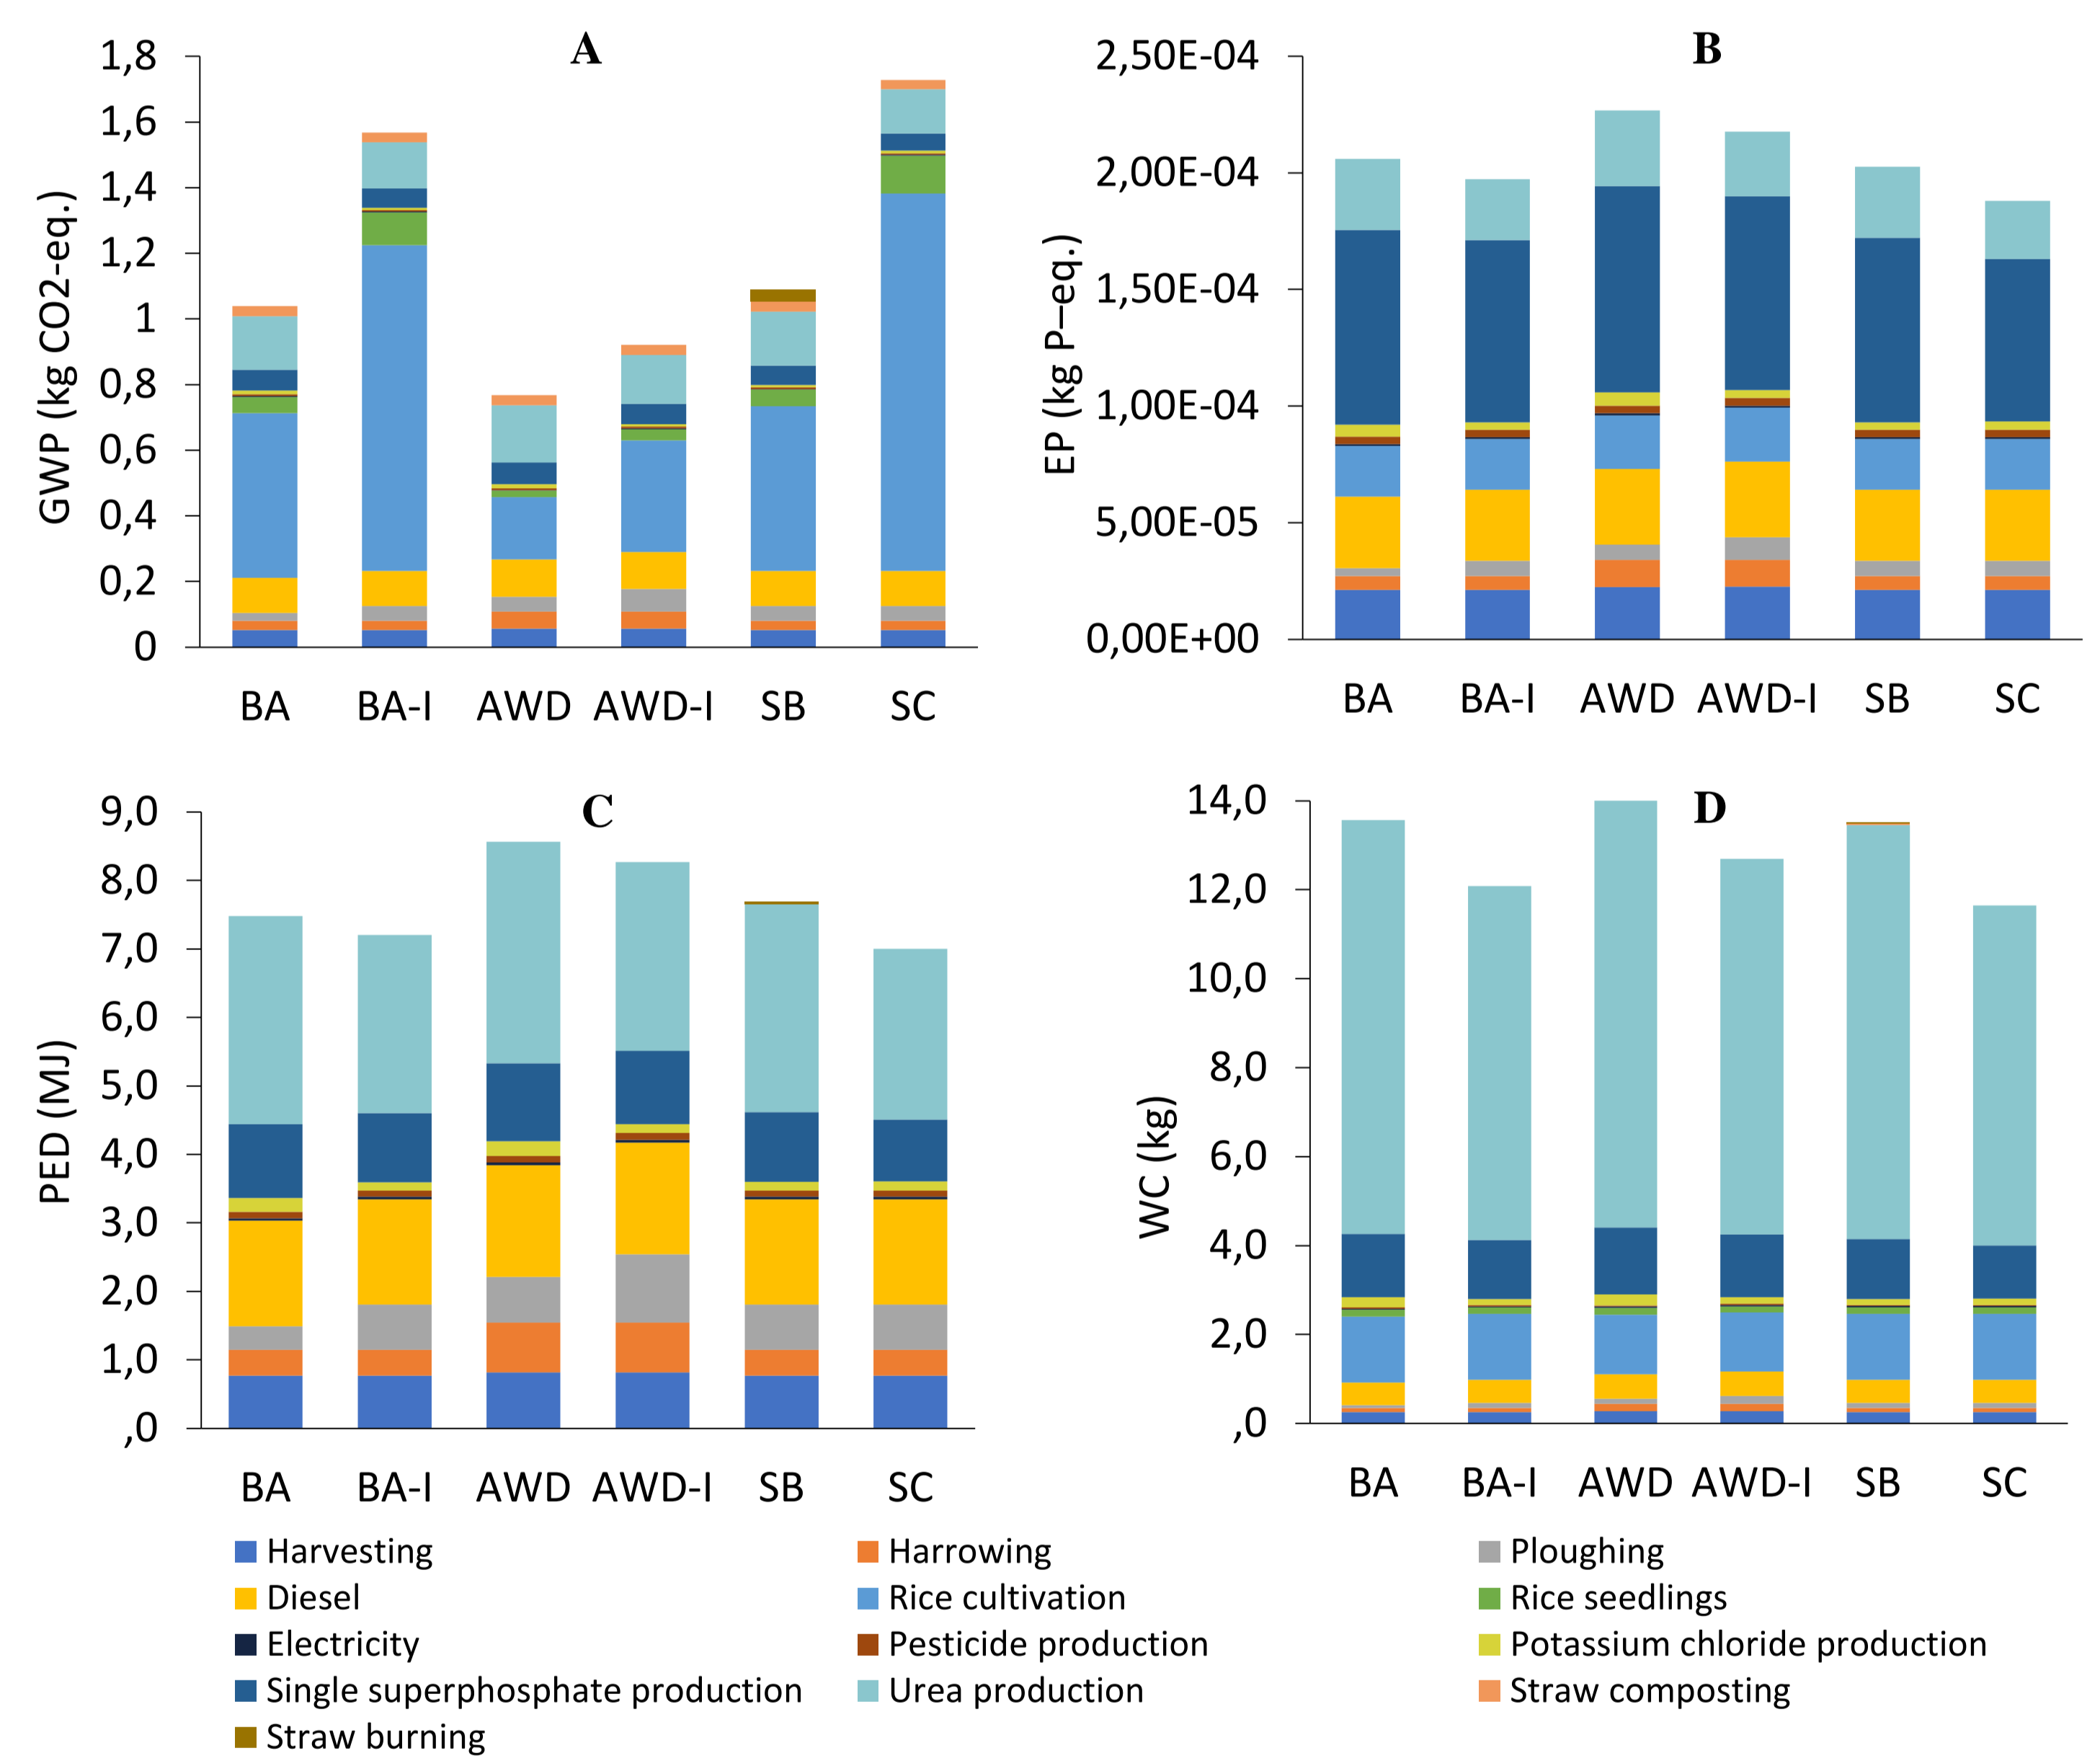 A
1,8
1,6
1,4
1,2
1
0,8
0,6
0,4
0,2
0
GWP (kg CO2-eq.)
BA BA-I AWD AWD-I SB SC
B
2,50E-04
2,00E-04
1,50E-04
1,00E-04
5,00E-05
0,00E+00
EP (kg P–eq.)
BA BA-I AWD AWD-I SB SC
C
9,0
8,0
7,0
6,0
5,0
4,0
3,0
2,0
1,0
,0
PED (MJ)
BA BA-I AWD AWD-I SB SC
D
14,0
12,0
10,0
8,0
6,0
4,0
2,0
,0
WC (kg)
BA BA-I AWD AWD-I SB SC
Harvesting Harrowing Ploughing
Diesel Rice cultivation Rice seedlings
Electricity Pesticide production Potassium chloride production
Single superphosphate production Urea production Straw composting
Straw burning